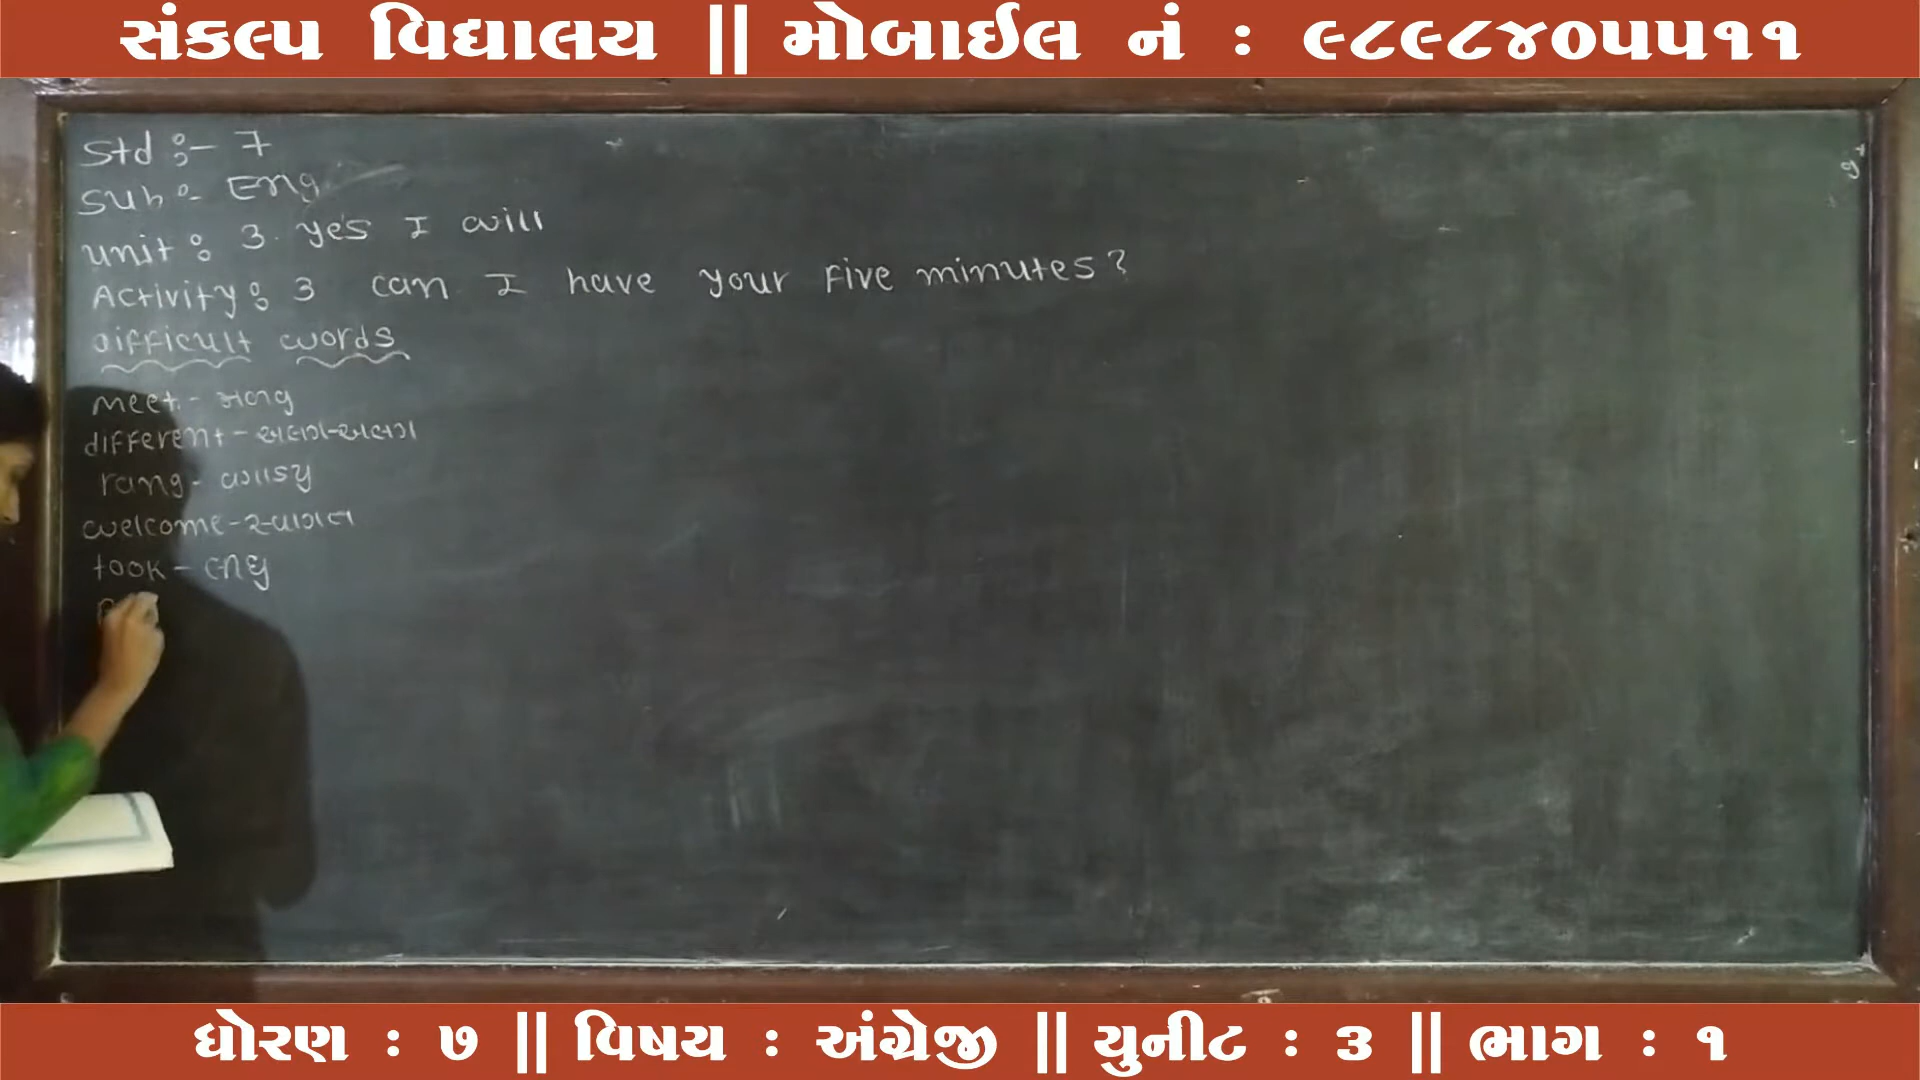 સંકલ્પ વિદ્યાલય || મોબાઈલ નં : ૯૮૯૮૪૦૫૫૧૧
Std :- 7
Sub :- Eng
Unit : 3. Yes I will
Activity : 3 can I have your five minutes?
Difficult words
meet - મળવુ
different - અલગ-અલગ
rang - વગાડ્યુ
welcome - સ્વાગત
took - લીધુ
ધોરણ : ૭ || વિષય : અંગ્રેજી || યુનીટ : ૩ || ભાગ : ૧